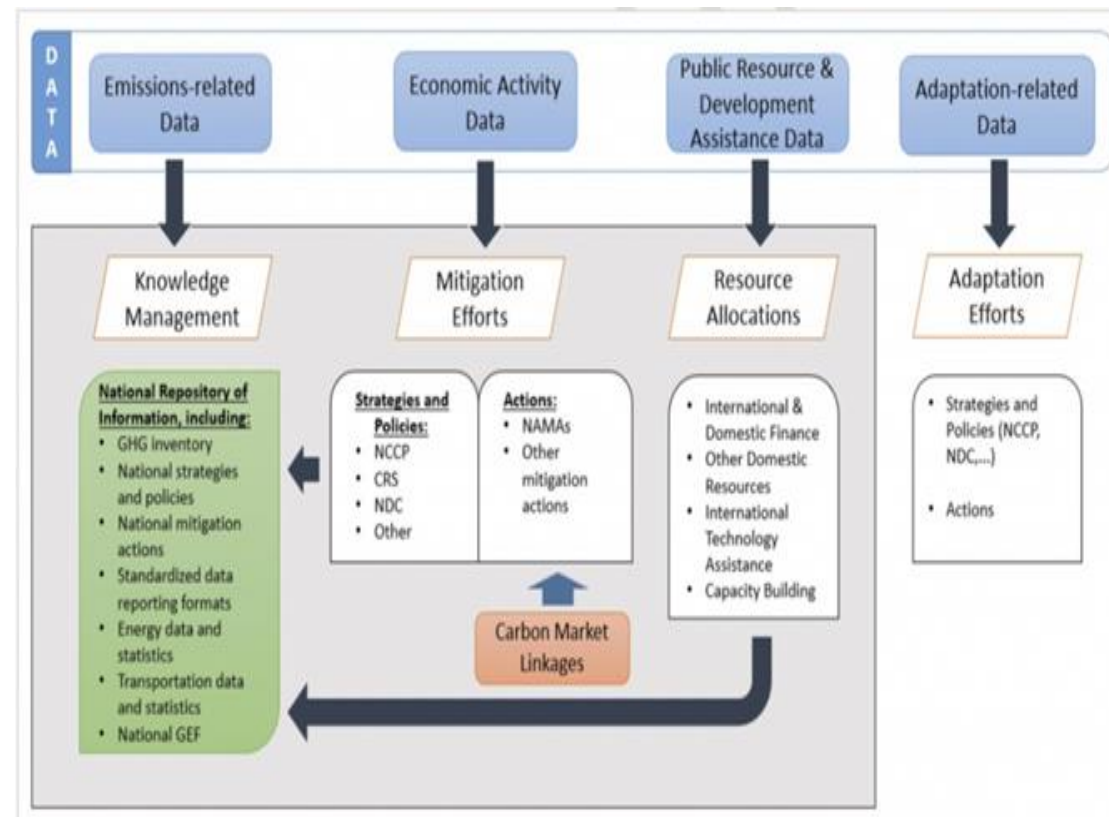 DATA
Emissions-related
Data
Economic Activity
Data
Public Resource &
Development
Assistance Data
Adaptation-related
Data
Knowledge
Management
Mitigation
Efforts
Resource
Allocations
Adaptation
Efforts
National Repository of
Information, including:
• GHG inventory
• National strategies
and policies
• National mitigation
actions
• Standardized data
reporting formats
• Energy data and
statistics
• Transportation data
and statistics
• National GEF
Strategies and
Policies:
• NCCP
• CRS
• NDC
• Other
Actions:
• NAMAs
• Other
mitigation
actions
Carbon Market
Linkages
• International &
Domestic Finance
• Other Domestic
Resources
• International
Technology
Assistance
• Capacity Building
• Strategies and
Policies (NCCP,
NDC,...)
• Actions